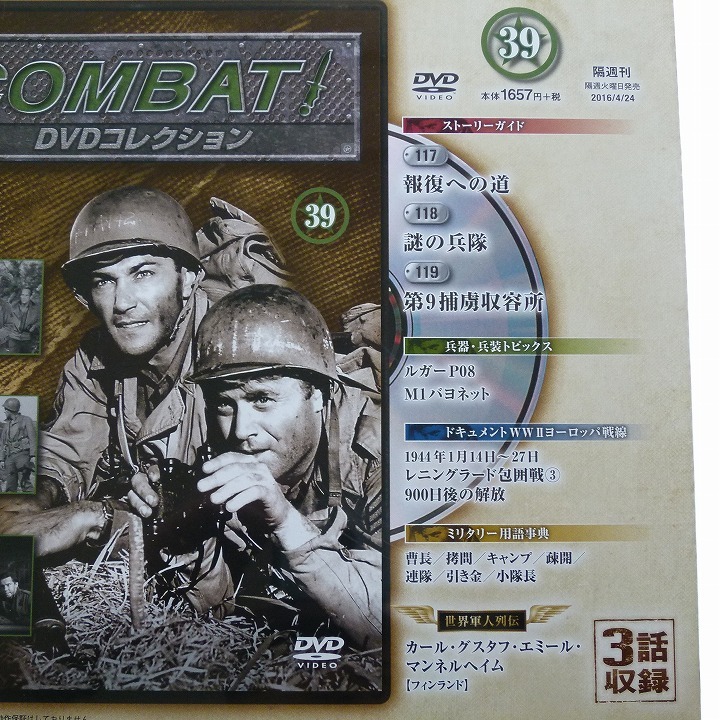 COMBAT!
DVDコレクション
39
DVD
VIDEO
39
DVD
VIDEO
本体1657円+税
隔週刊
隔週火曜日発売
2016/4/24
ストーリーガイド
117
報復への道
118
謎の兵隊
119
第9捕虜収容所
兵器・兵装トピックス
ルガーP08
M1バヨネット
ドキュメントWWⅡヨーロッパ戦線
1944年1月14日〜27日
レニングラード包囲戦③
900日後の解放
ミリタリー用語事典
曹長/拷問/キャンプ/疎開/
連隊/引き金/小隊長
世界軍人列伝
カール・グスタフ・エミール・
マンネルヘイム
【フィンランド】
3話
収録